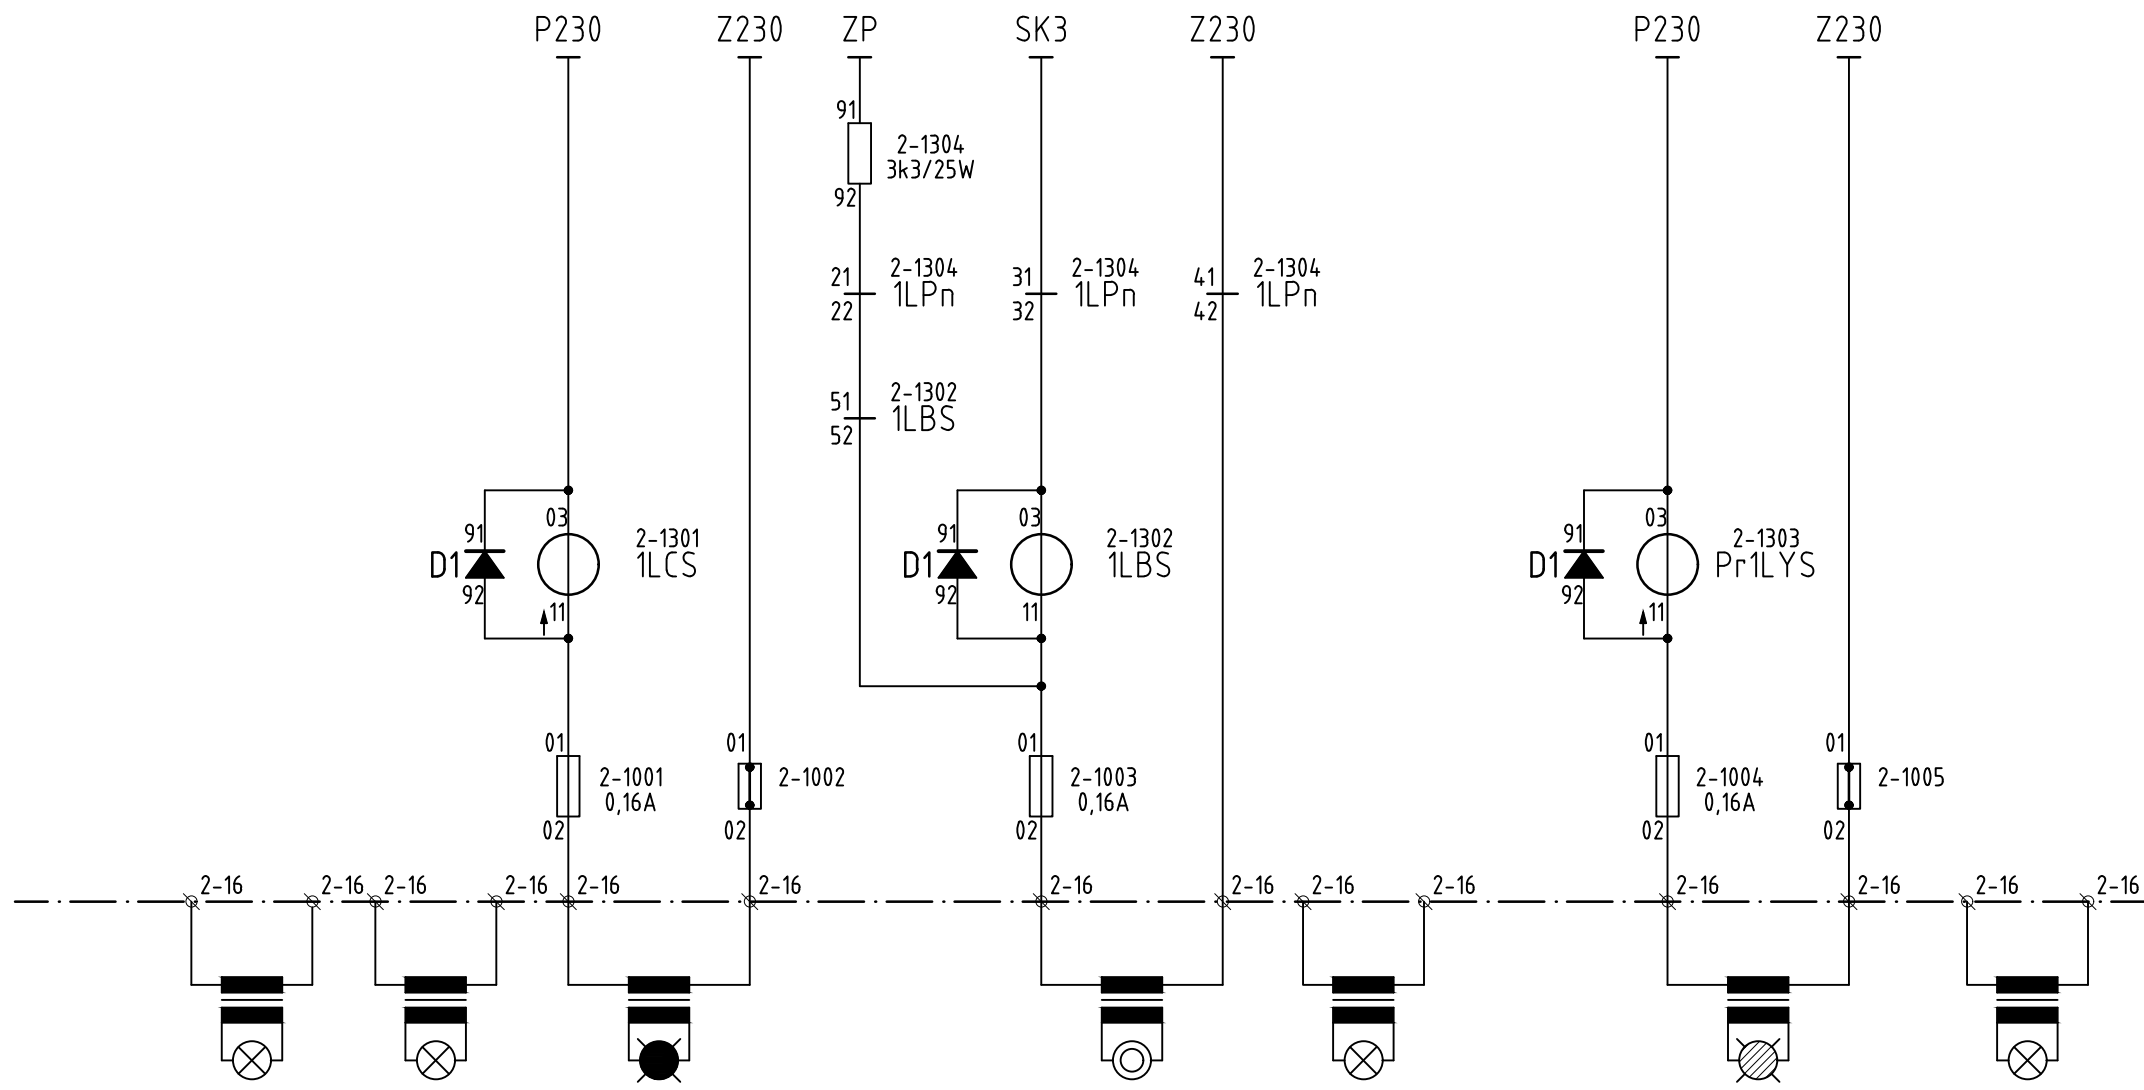 P230 Z230 ZP SK3 Z230 P230 Z230
91
2-1304
3k3/25W
92
21 2-1304 31 2-1304 41 2-1304
1LPn 1LPn 1LPn
22 32 42
51 2-1302
1LBS
52
03 03 03
91 2-1301 91 2-1302 91 2-1303
D1 1LCS D1 1LBS D1 Pr1LYS
92 92 92
11 11 11
01 01 01 01 01
2-1001 2-1002 2-1003 2-1004 2-1005
0,16A 0,16A 0,16A
02 02 02 02 02
2-16 2-16 2-16 2-16 2-16 2-16 2-16 2-16 2-16 2-16 2-16 2-16 2-16 2-16